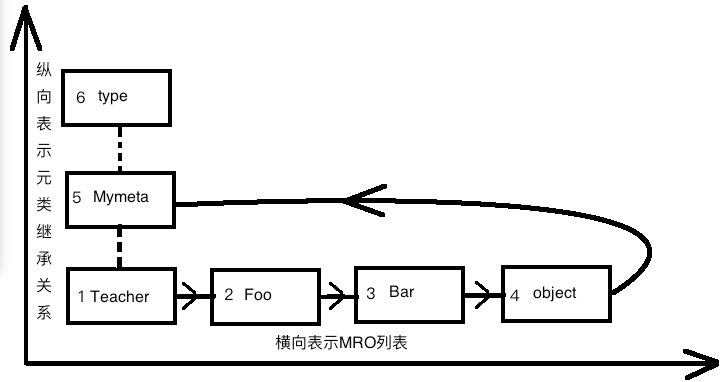 纵向表示元类继承关系
6 type
5 Mymeta
1 Teacher
2 Foo
3 Bar
4 object
横向表示MRO列表